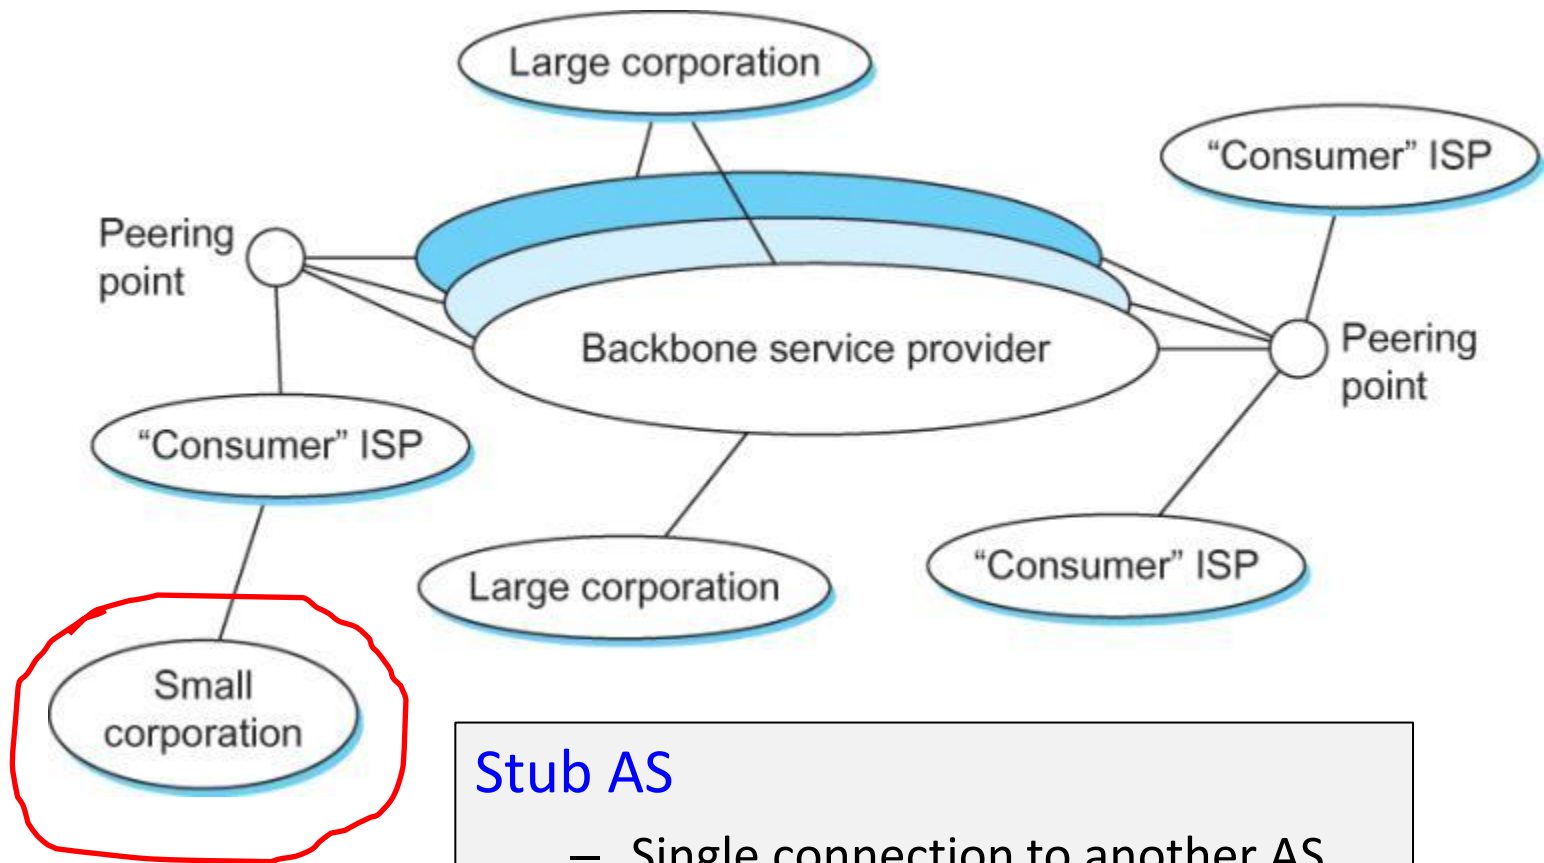 Large corporation
“Consumer” ISP
Peering
point
Backbone service provider
Peering
point
“Consumer” ISP
Large corporation
“Consumer” ISP
Small
corporation
Stub AS
– Single connection to another AS